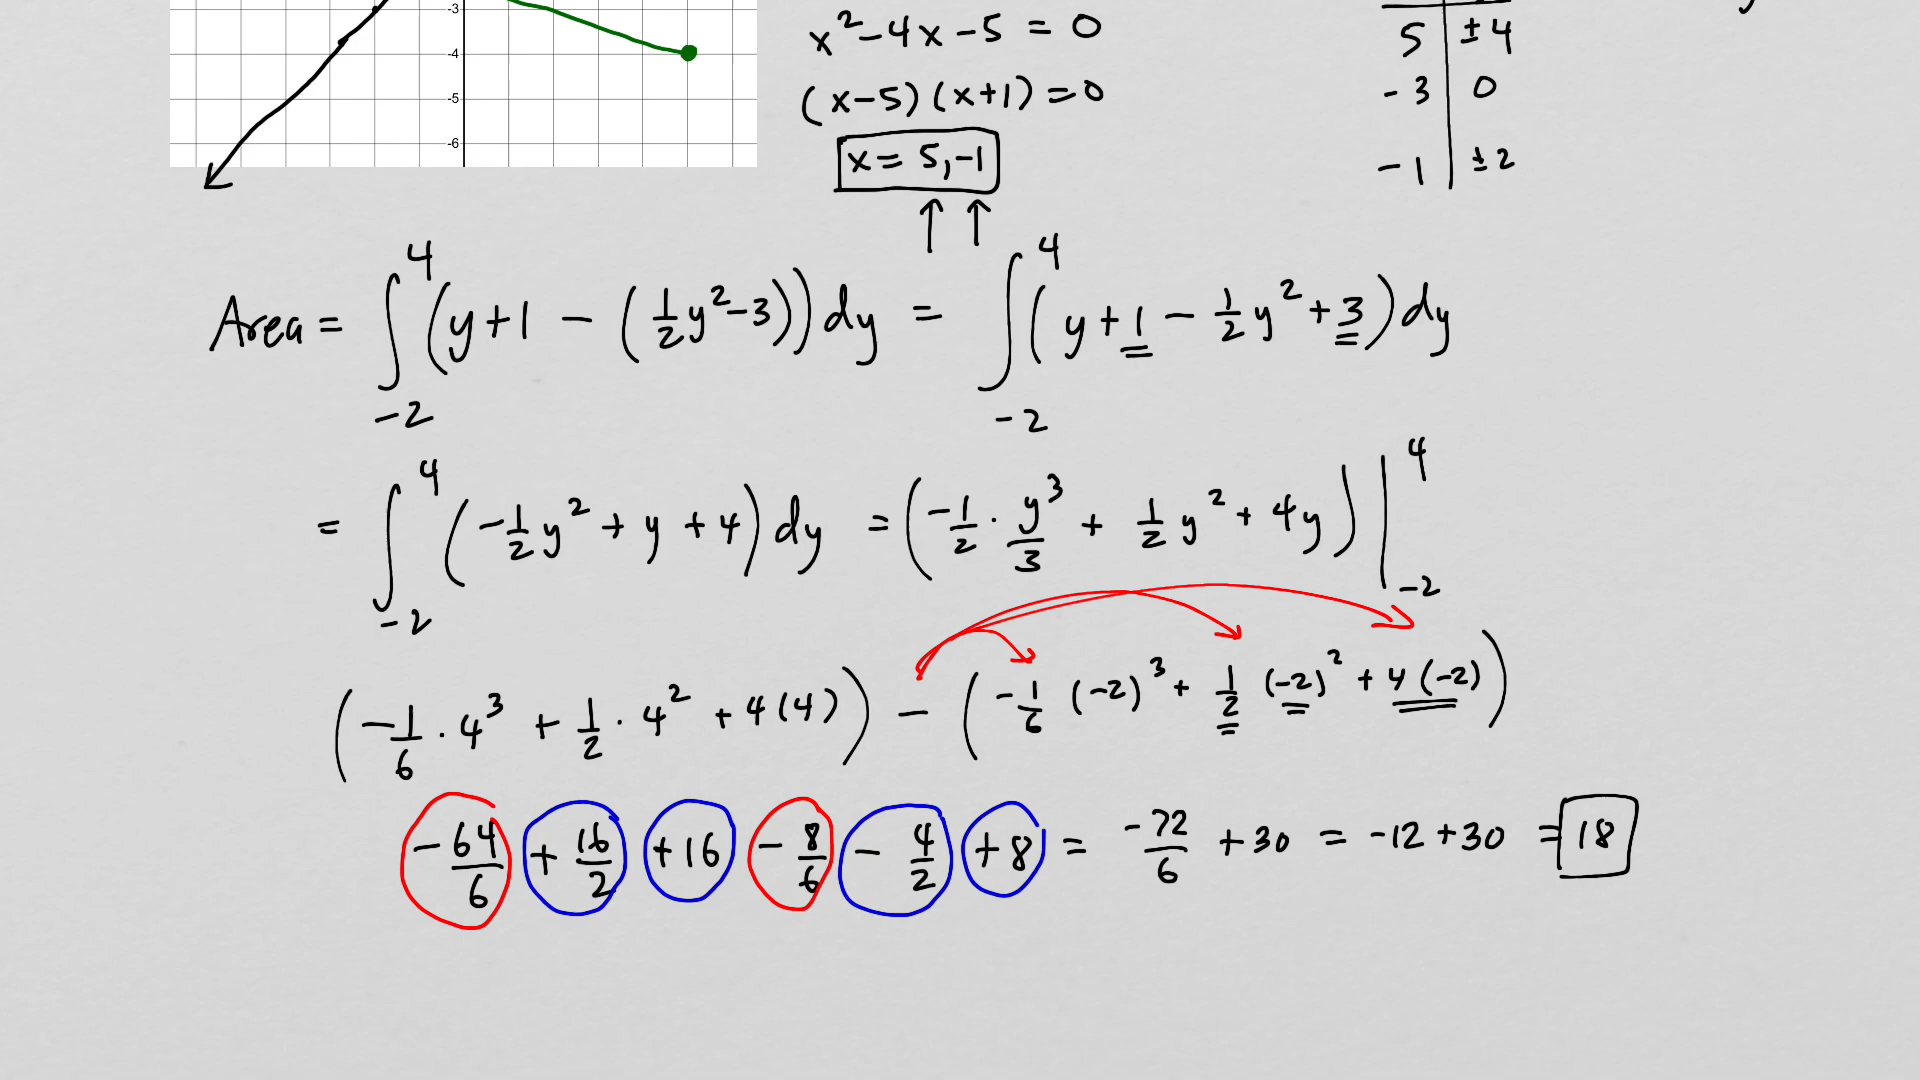 -3
-4
-5
-6
x² - 4x - 5 = 0
(x-5)(x+1) = 0
x = 5, -1
↑ ↑
5 | ±4
-3 | 0
-1 | ±2
Area = ∫₋₂⁴ (y+1 - (½y² - 3)) dy = ∫₋₂⁴ (y + 1 - ½y² + 3) dy
= ∫₋₂⁴ (-½y² + y + 4) dy = (-½ · y³/3 + ½y² + 4y) |₋₂⁴
(-1/6 · 4³ + ½ · 4² + 4(4)) - (-1/6 (-2)³ + ½ (-2)² + 4(-2))
-64/6 + 16/2 + 16 - 8/6 - 4/2 + 8 = -72/6 + 30 = -12 + 30 = 18